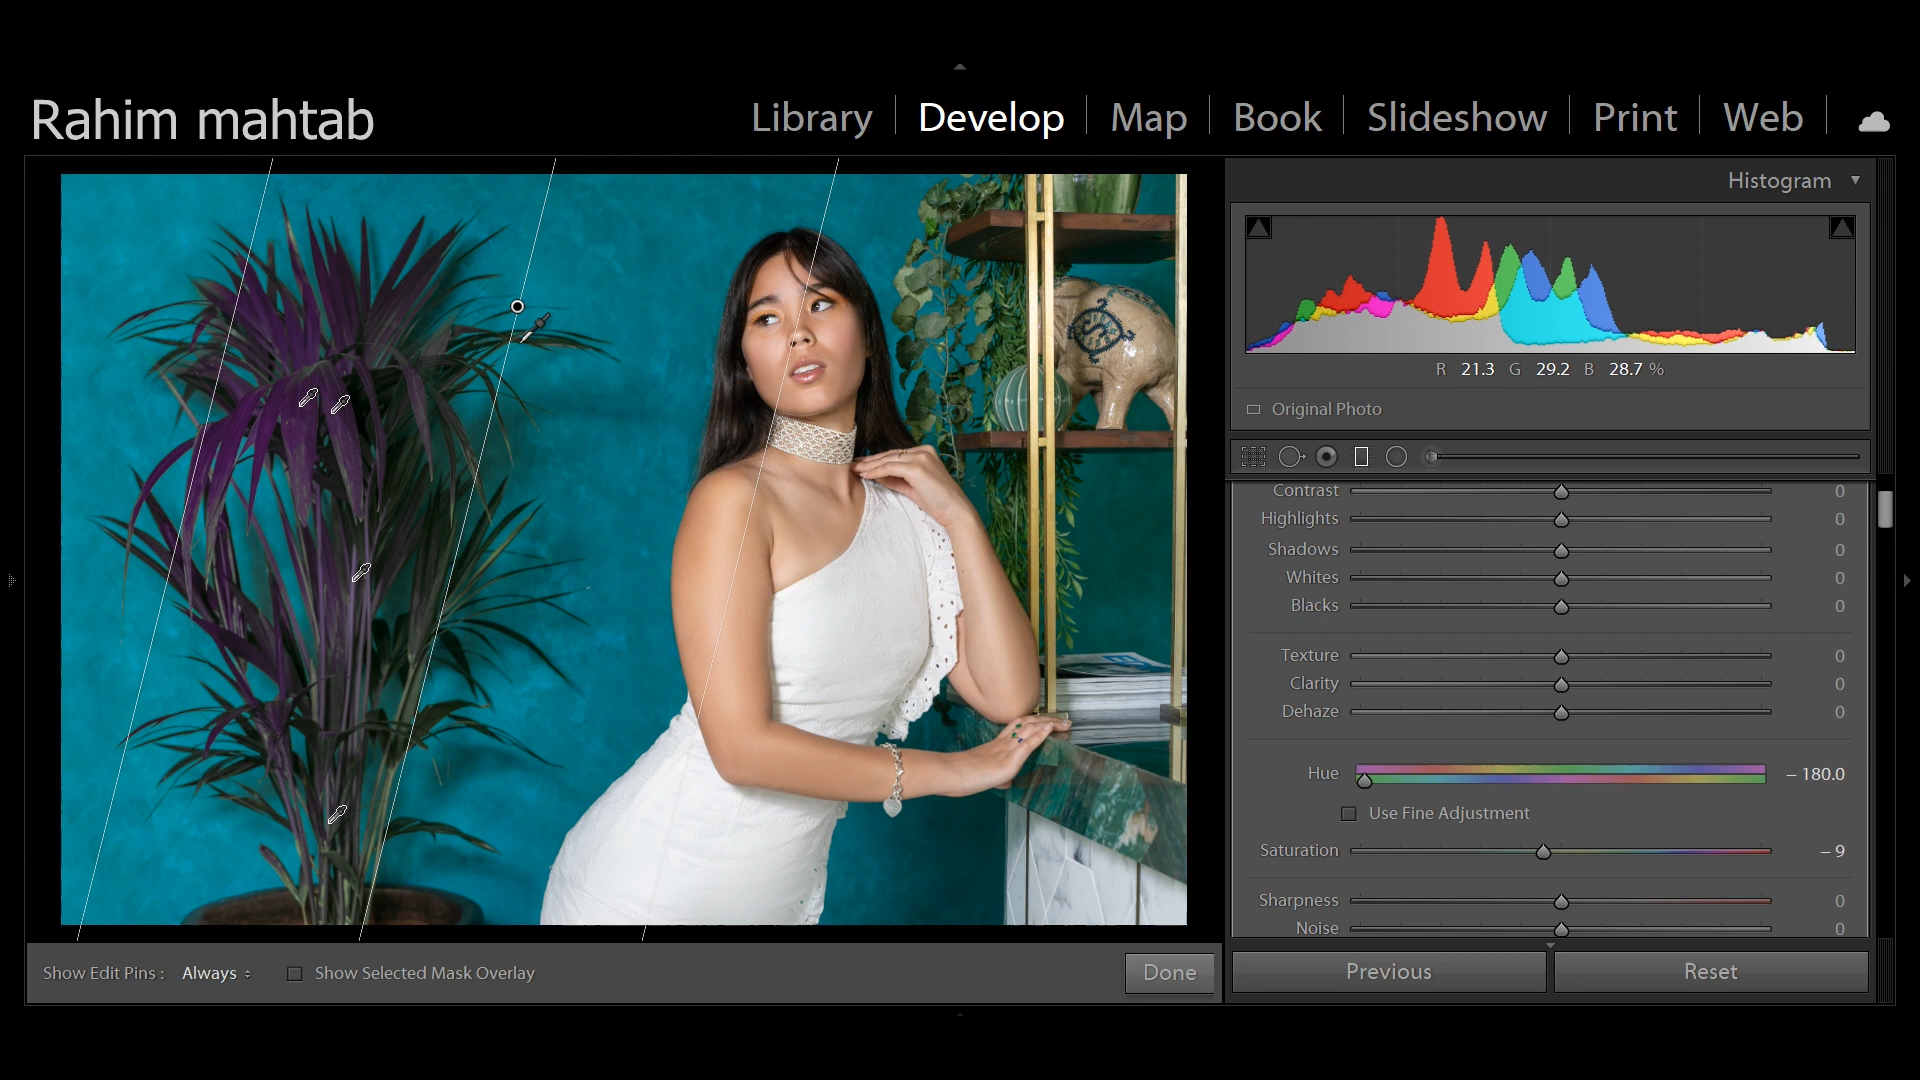 Rahim mahtab
Library Develop Map Book Slideshow Print Web
Histogram
R 21.3 G 29.2 B 28.7 %
Original Photo
Contrast 0
Highlights 0
Shadows 0
Whites 0
Blacks 0
Texture 0
Clarity 0
Dehaze 0
Hue – 180.0
Use Fine Adjustment
Saturation – 9
Sharpness 0
Noise 0
Show Edit Pins : Always Show Selected Mask Overlay Done Previous Reset